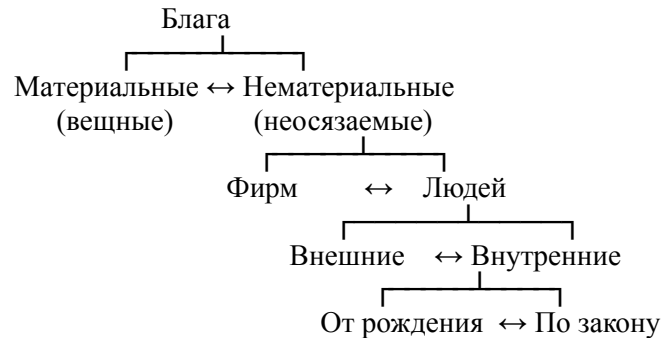 Блага
Материальные ↔ Нематериальные
(вещные) (неосязаемые)
Фирм ↔ Людей
Внешние ↔ Внутренние
От рождения ↔ По закону